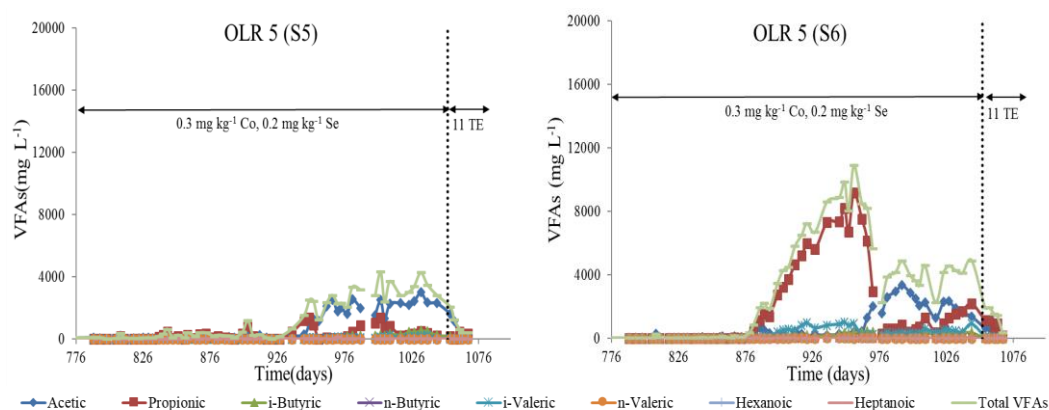 OLR 5 (S5)
20000
16000
12000
8000
4000
0
VFAs(mg L⁻¹)
0.3 mg kg⁻¹ Co, 0.2 mg kg⁻¹ Se
11 TE
776 826 876 926 976 1026 1076
Time(days)
OLR 5 (S6)
20000
16000
12000
8000
4000
0
VFAs (mg L⁻¹)
0.3 mg kg⁻¹ Co, 0.2 mg kg⁻¹ Se
11 TE
776 826 876 926 976 1026 1076
Time (days)
Acetic Propionic i-Butyric n-Butyric i-Valeric n-Valeric Hexanoic Heptanoic Total VFAs